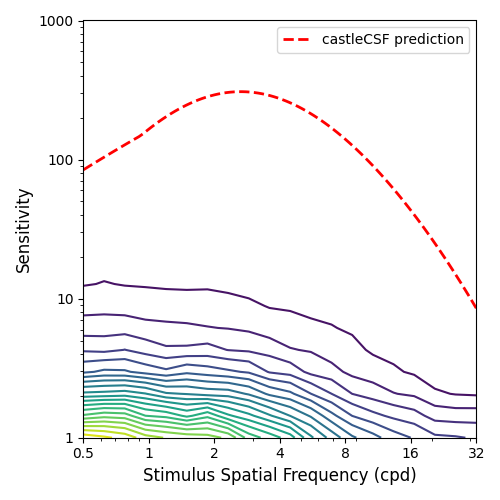 1000
castleCSF prediction
100
Sensitivity
10
1
0.5 1 2 4 8 16 32
Stimulus Spatial Frequency (cpd)